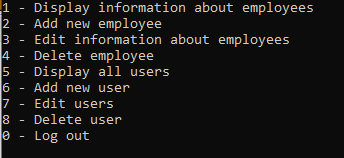 1 - Display information about employees
2 - Add new employee
3 - Edit information about employees
4 - Delete employee
5 - Display all users
6 - Add new user
7 - Edit users
8 - Delete user
0 - Log out